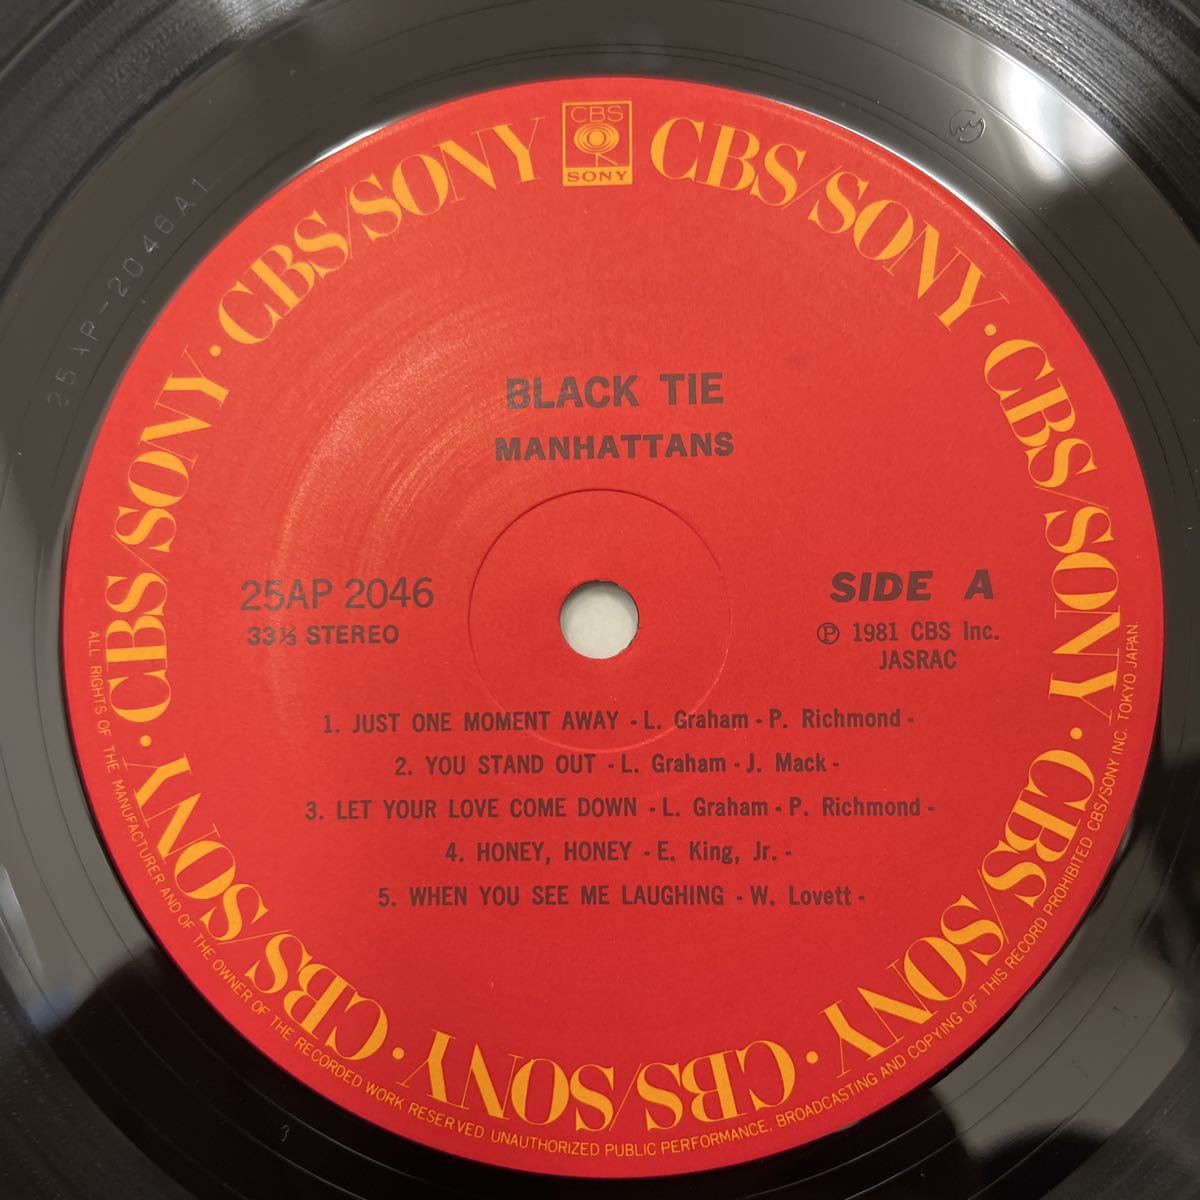 CBS
SONY
CBS/SONY · CBS/SONY · CBS/SONY · CBS/SONY · CBS/SONY · CBS/SONY · CBS/SONY · CBS/SONY
BLACK TIE
MANHATTANS
25AP 2046
33⅓ STEREO
SIDE A
Ⓟ 1981 CBS Inc.
JASRAC
1. JUST ONE MOMENT AWAY - L. Graham - P. Richmond -
2. YOU STAND OUT - L. Graham - J. Mack -
3. LET YOUR LOVE COME DOWN - L. Graham - P. Richmond -
4. HONEY, HONEY - E. King, Jr. -
5. WHEN YOU SEE ME LAUGHING - W. Lovett -
ALL RIGHTS OF THE MANUFACTURER AND OF THE OWNER OF THE RECORDED WORK RESERVED UNAUTHORIZED PUBLIC PERFORMANCE, BROADCASTING AND COPYING OF THIS RECORD PROHIBITED CBS/SONY INC. TOKYO JAPAN.
25AP-2046A1